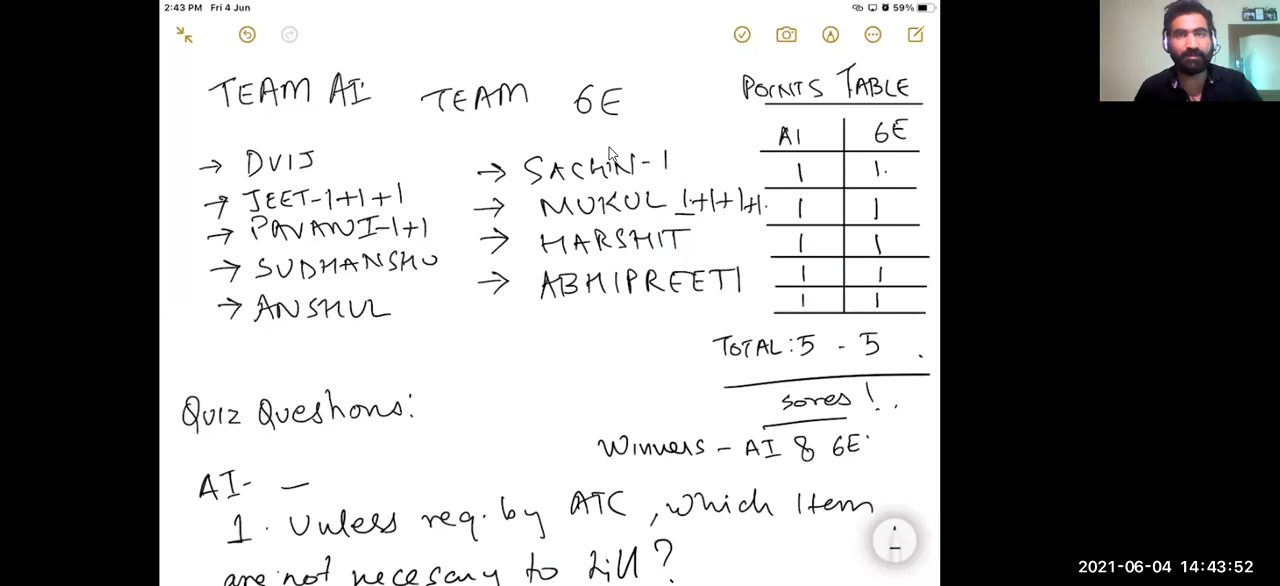 2:43 PM Fri 4 Jun
59%
TEAM AI
TEAM 6E
POINTS TABLE
→ DVIJ
→ JEET-1+1+1
→ PAVANI-1+1
→ SUDHANSHU
→ ANSHUL
→ SACHIN-1
→ MUKUL 1+1+1+1.
→ HARSHIT
→ ABHIPREETI
AI 6E
1 1.
1 1
1 1
1 1
1 1
TOTAL: 5 - 5
sores!..
Winners - AI & 6E
Quiz Questions:
AI- —
1. Unless req. by ATC, which Item
are not necesary to fill?
2021-06-04 14:43:52